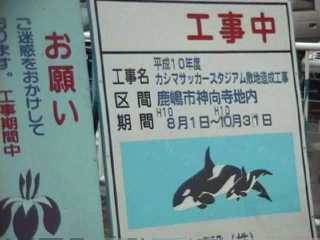 お願い
ご迷惑をおかけして
おります。工事期間中
工事中
平成10年度
工事名 カシマサッカースタジアム敷地造成工事
区間 鹿嶋市神向寺地内
H10 H10
期間 8月1日～10月31日